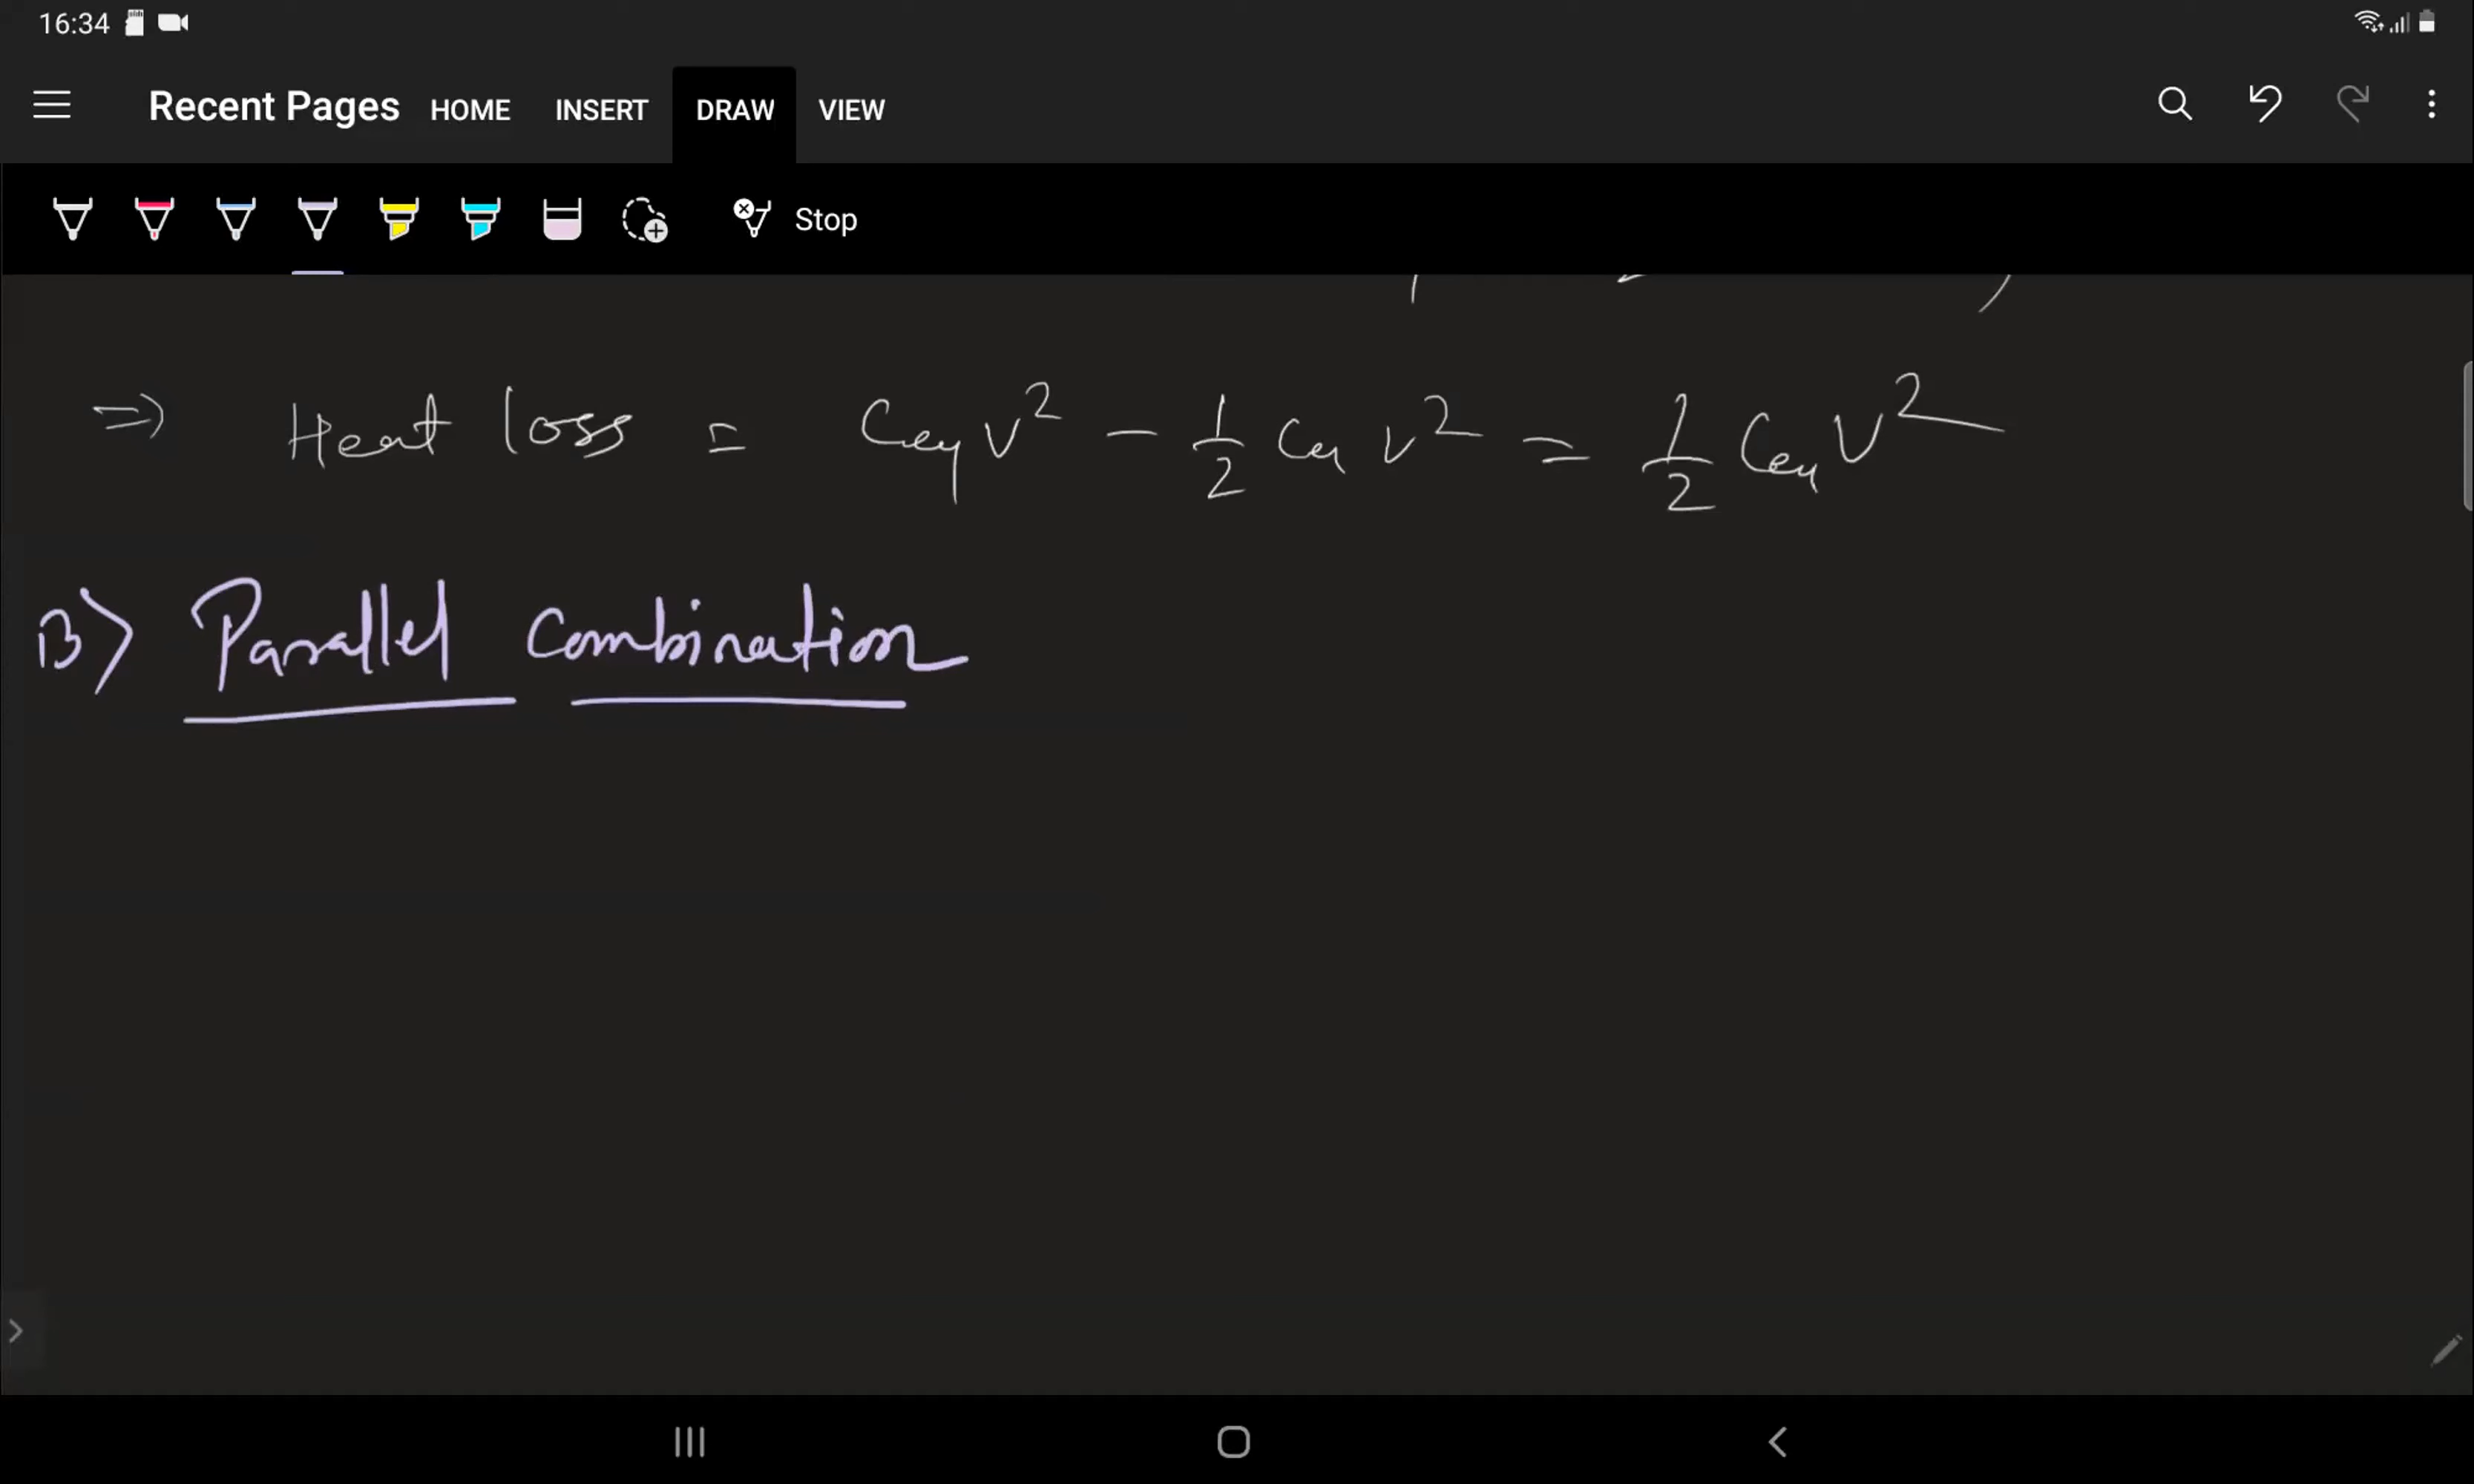 16:34
Recent Pages HOME INSERT DRAW VIEW
Stop
⇒ Heat loss = Ceq V² - 1/2 Ceq V² = 1/2 Ceq V²
B> Parallel Combination